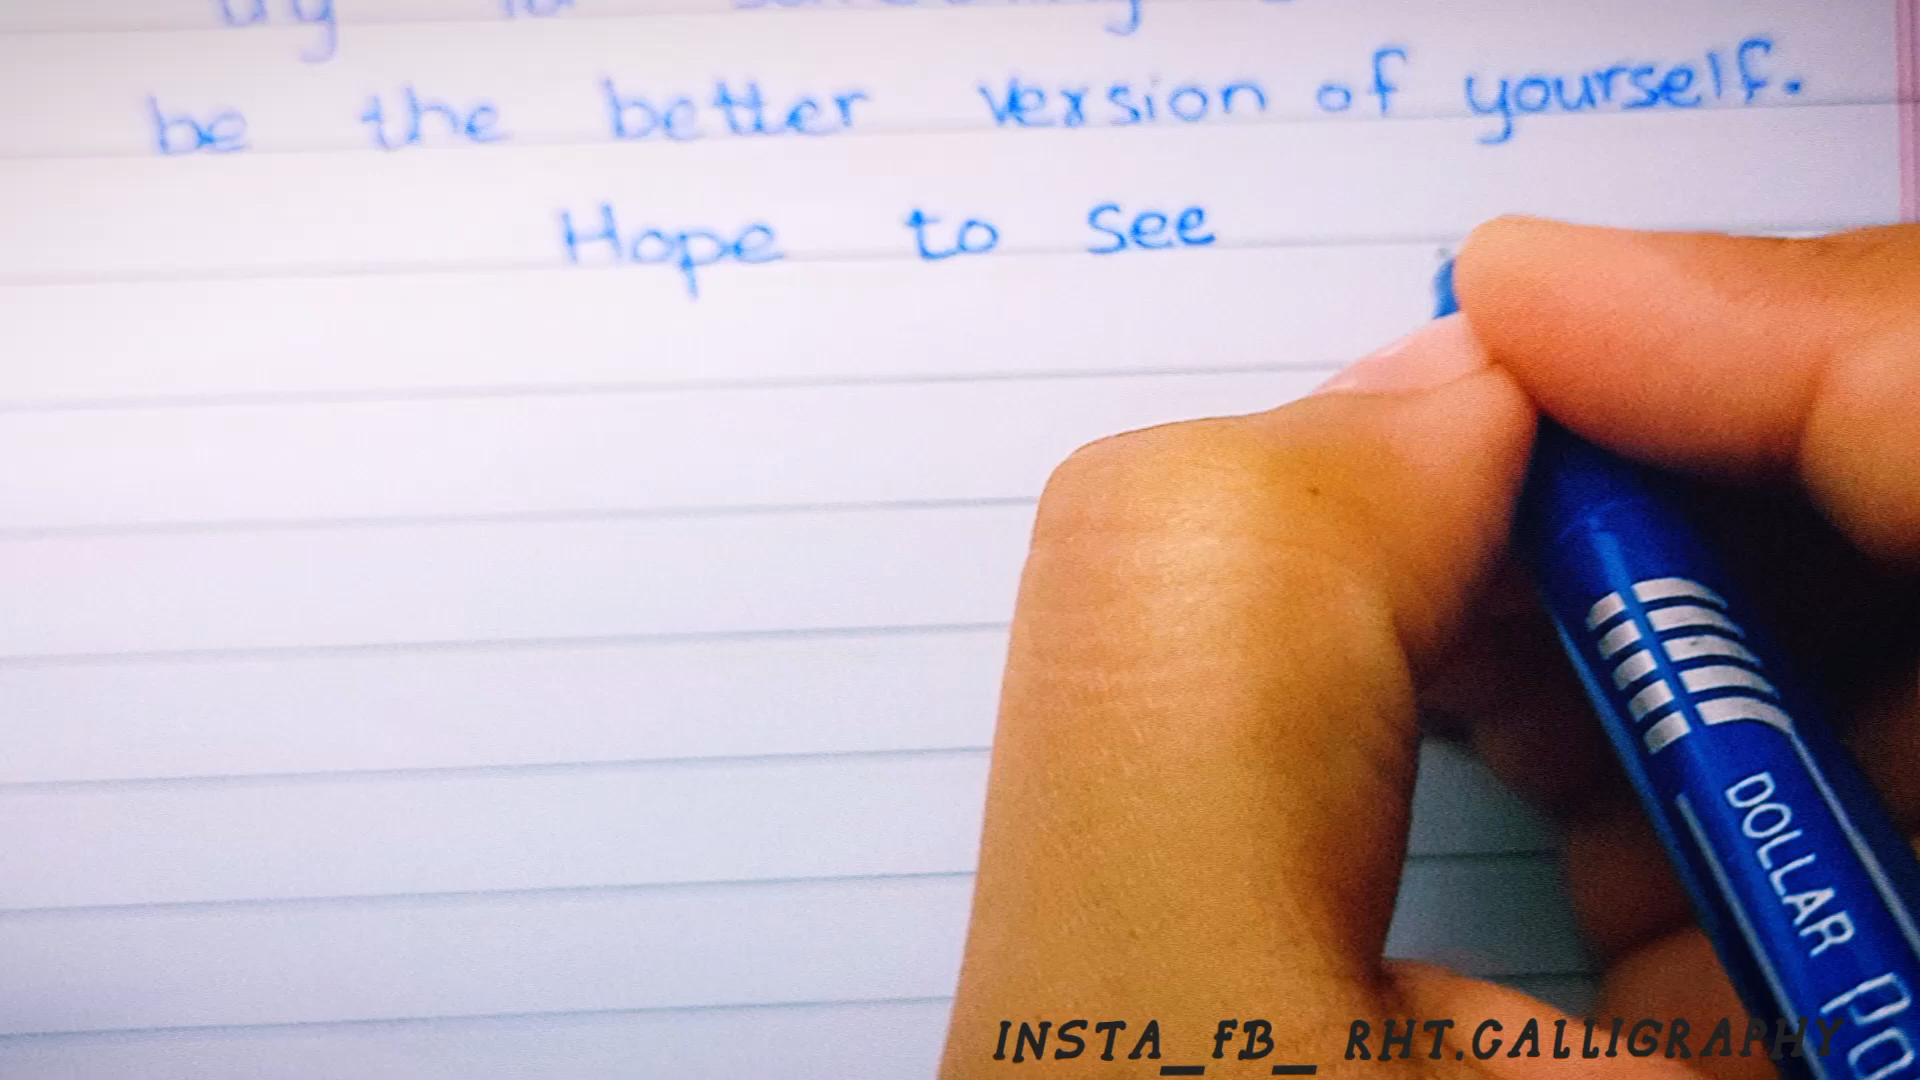 be the better version of yourself.
Hope to see
DOLLAR
INSTA_FB_ RHT.CALLIGRAPHY